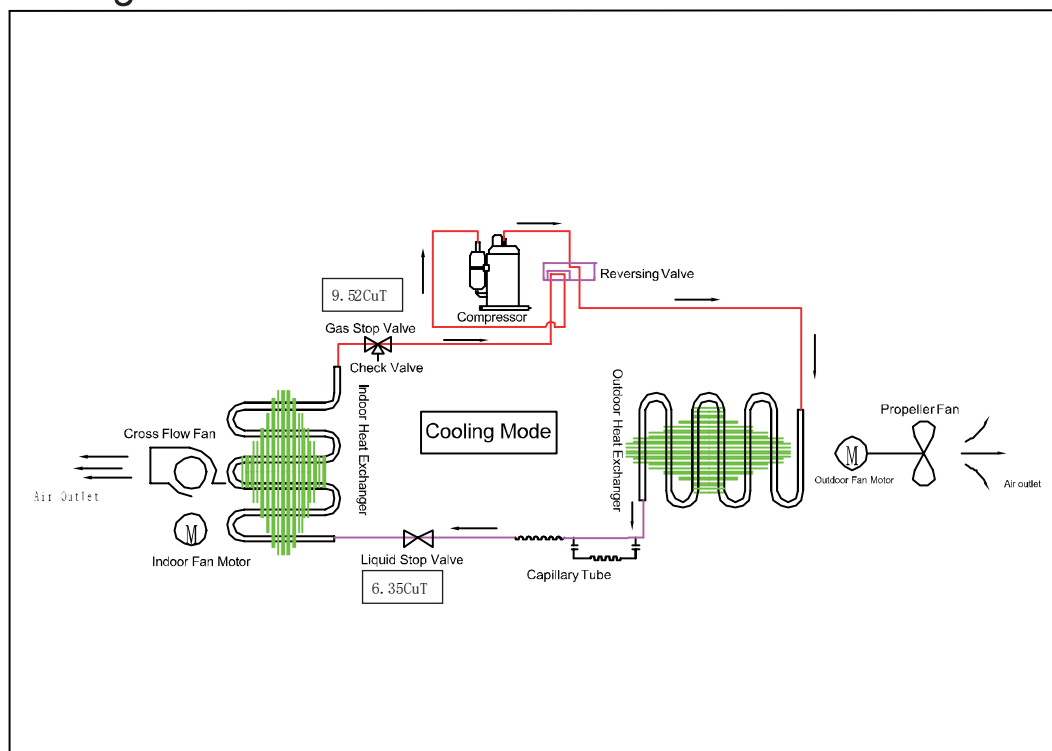 9.52CuT
Gas Stop Valve
Check Valve
Compressor
Reversing Valve
Cooling Mode
Indoor Heat Exchanger
Outdoor Heat Exchanger
Cross Flow Fan
Air Outlet
M
Indoor Fan Motor
Liquid Stop Valve
6.35CuT
Capillary Tube
M
Outdoor Fan Motor
Propeller Fan
Air outlet